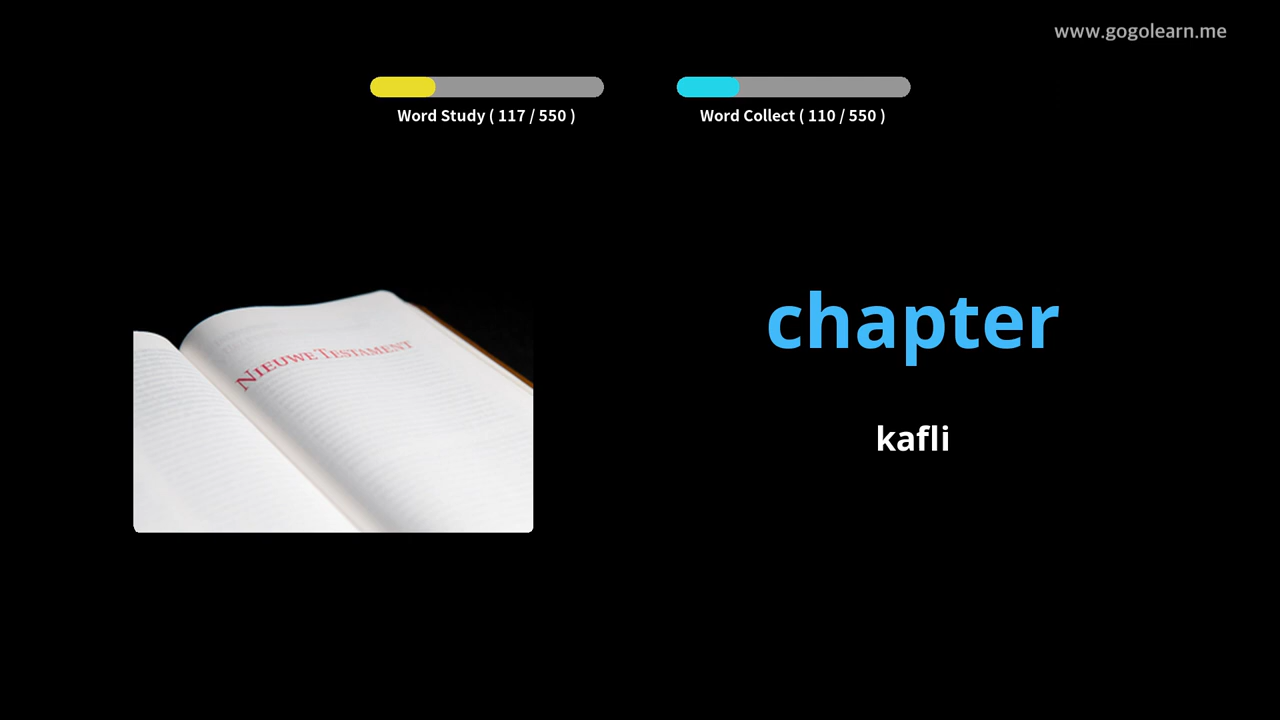 www.gogolearn.me
Word Study ( 117 / 550 )
Word Collect ( 110 / 550 )
chapter
kafli
NIEUWE TESTAMENT